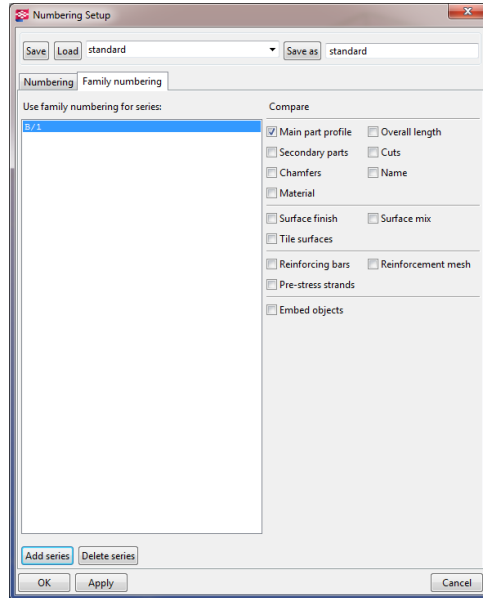 Numbering Setup
Save Load standard Save as standard
Numbering Family numbering
Use family numbering for series:
B/1
Compare
Main part profile Overall length
Secondary parts Cuts
Chamfers Name
Material
Surface finish Surface mix
Tile surfaces
Reinforcing bars Reinforcement mesh
Pre-stress strands
Embed objects
Add series Delete series
OK Apply Cancel